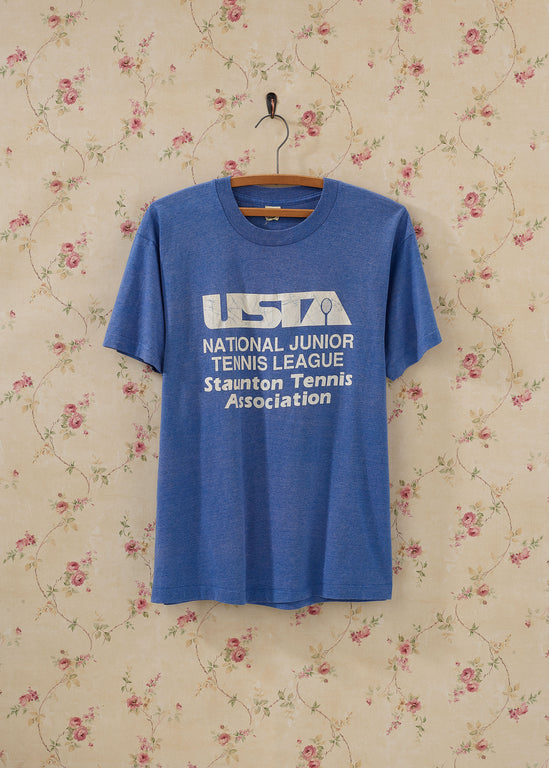 USTA
NATIONAL JUNIOR
TENNIS LEAGUE
Staunton Tennis
Association